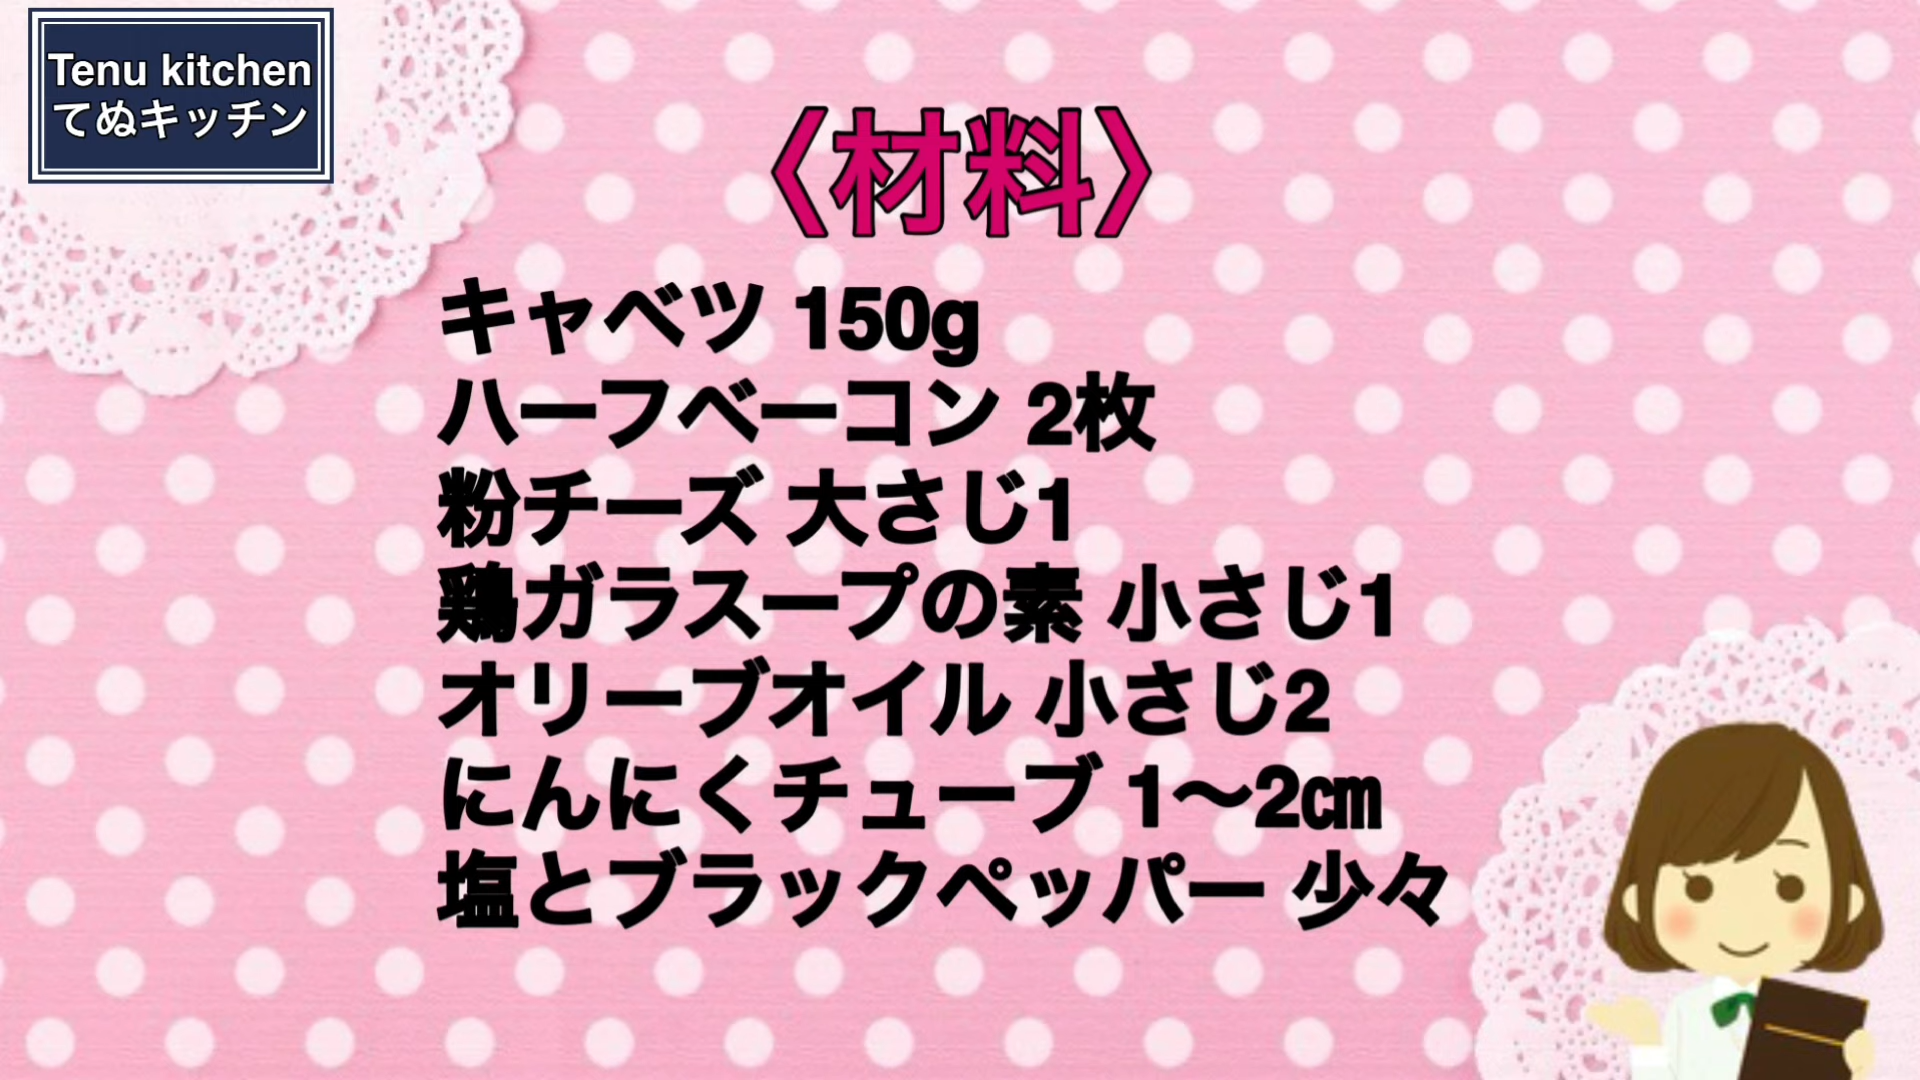 Tenu kitchen
てぬキッチン
〈材料〉
キャベツ 150g
ハーフベーコン 2枚
粉チーズ 大さじ1
鶏ガラスープの素 小さじ1
オリーブオイル 小さじ2
にんにくチューブ 1〜2㎝
塩とブラックペッパー 少々